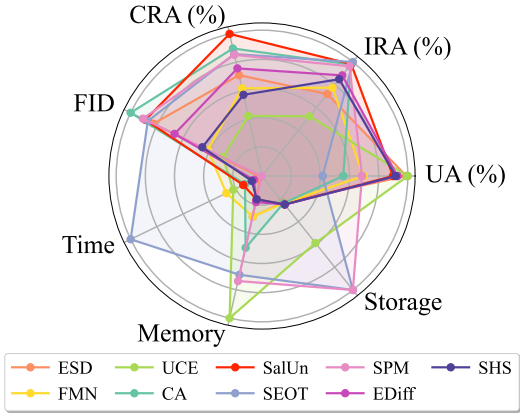 CRA (%)
IRA (%)
FID
UA (%)
Time
Storage
Memory
ESD UCE SalUn SPM SHS
FMN CA SEOT EDiff